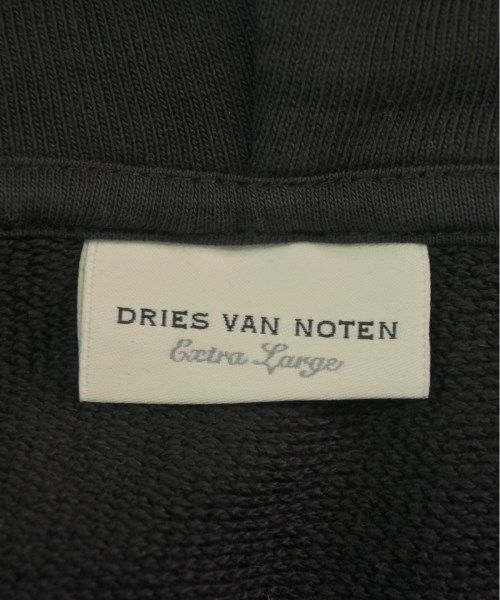 DRIES VAN NOTEN
Extra Large